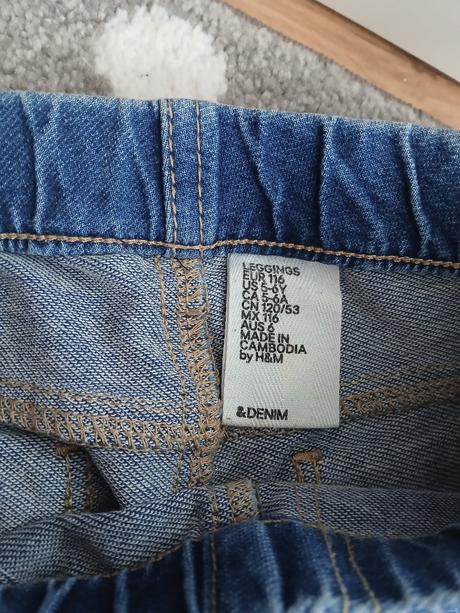 LEGGINGS
EUR 116
US 5-6Y
CA 5-6A
CN 120/53
MX 116
AUS 6
MADE IN
CAMBODIA
by H&M
&DENIM